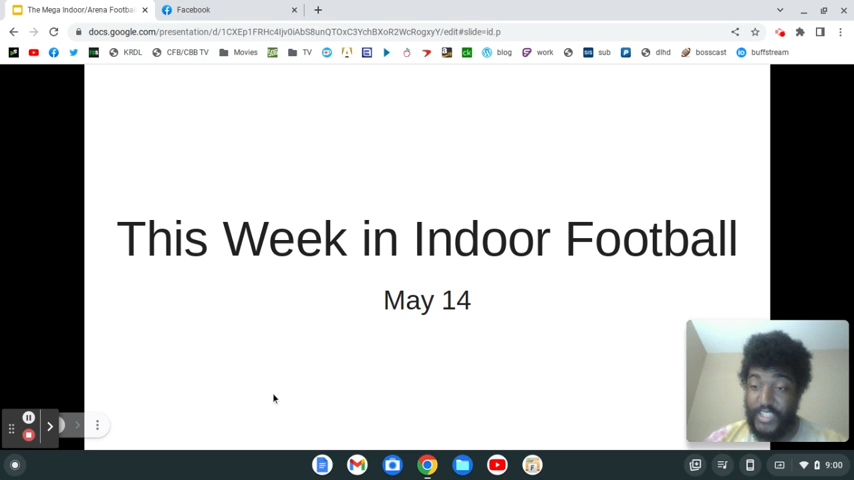 The Mega Indoor/Arena Footba
Facebook
docs.google.com/presentation/d/1CXEp1FRHc4Ijv0iAbS8unQTOxC3YchBXoR2WcRogxyY/edit#slide=id.p
KRDL
CFB/CBB TV
Movies
TV
blog
work
sub
dlhd
bosscast
buffstream
This Week in Indoor Football
May 14
9:00